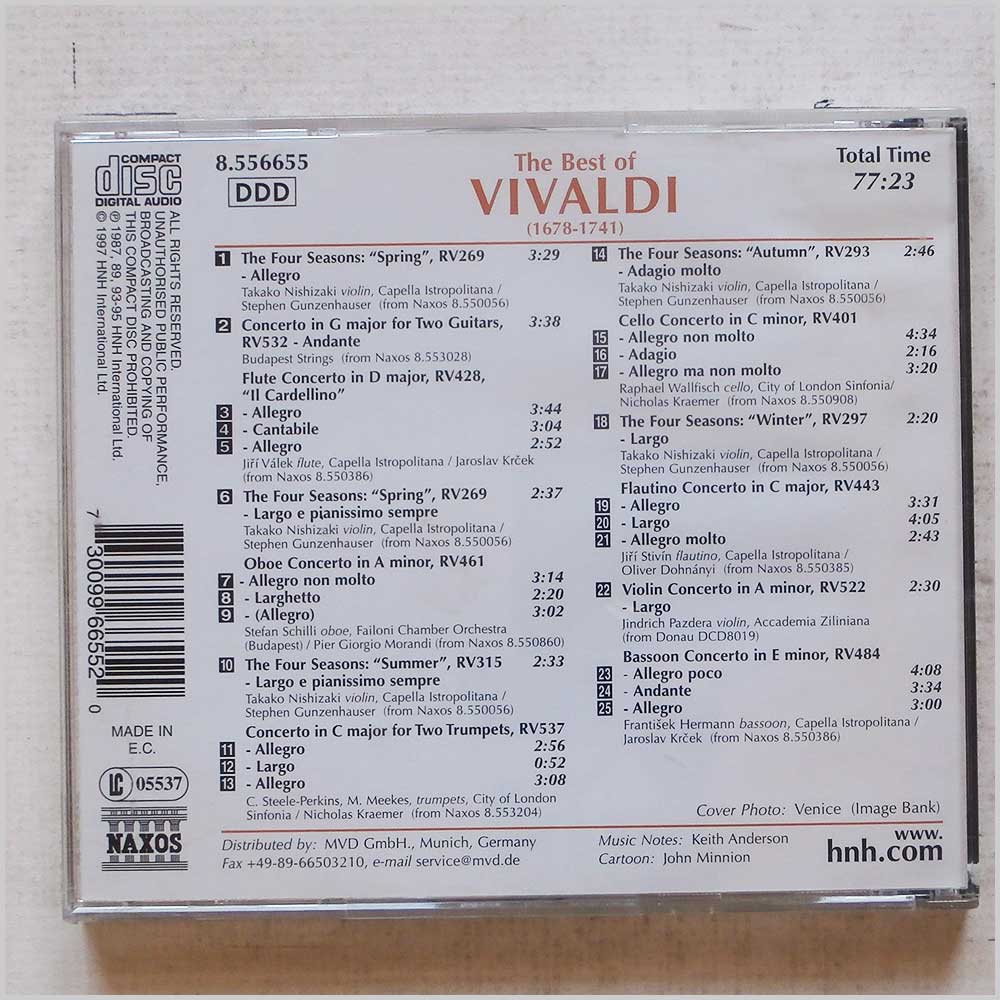 COMPACT
disc
DIGITAL AUDIO
ALL RIGHTS RESERVED.
UNAUTHORISED PUBLIC PERFORMANCE,
BROADCASTING AND COPYING OF
THIS COMPACT DISC PROHIBITED.
℗ 1987, 89, 93-95 HNH International Ltd.
© 1997 HNH International Ltd.
7 30099 66552 0
MADE IN
E.C.
LC 05537
NAXOS
8.556655
DDD
The Best of
VIVALDI
(1678-1741)
Total Time
77:23
1 The Four Seasons: “Spring”, RV269 3:29
- Allegro
Takako Nishizaki violin, Capella Istropolitana /
Stephen Gunzenhauser (from Naxos 8.550056)
2 Concerto in G major for Two Guitars, 3:38
RV532 - Andante
Budapest Strings (from Naxos 8.553028)
Flute Concerto in D major, RV428,
“Il Cardellino”
3 - Allegro 3:44
4 - Cantabile 3:04
5 - Allegro 2:52
Jiří Válek flute, Capella Istropolitana / Jaroslav Krček
(from Naxos 8.550386)
6 The Four Seasons: “Spring”, RV269 2:37
- Largo e pianissimo sempre
Takako Nishizaki violin, Capella Istropolitana /
Stephen Gunzenhauser (from Naxos 8.550056)
Oboe Concerto in A minor, RV461
7 - Allegro non molto 3:14
8 - Larghetto 2:20
9 - (Allegro) 3:02
Stefan Schilli oboe, Failoni Chamber Orchestra
(Budapest) / Pier Giorgio Morandi (from Naxos 8.550860)
10 The Four Seasons: “Summer”, RV315 2:33
- Largo e pianissimo sempre
Takako Nishizaki violin, Capella Istropolitana /
Stephen Gunzenhauser (from Naxos 8.550056)
Concerto in C major for Two Trumpets, RV537
11 - Allegro 2:56
12 - Largo 0:52
13 - Allegro 3:08
C. Steele-Perkins, M. Meekes, trumpets, City of London
Sinfonia / Nicholas Kraemer (from Naxos 8.553204)
14 The Four Seasons: “Autumn”, RV293 2:46
- Adagio molto
Takako Nishizaki violin, Capella Istropolitana /
Stephen Gunzenhauser (from Naxos 8.550056)
Cello Concerto in C minor, RV401
15 - Allegro non molto 4:34
16 - Adagio 2:16
17 - Allegro ma non molto 3:20
Raphael Wallfisch cello, City of London Sinfonia/
Nicholas Kraemer (from Naxos 8.550908)
18 The Four Seasons: “Winter”, RV297 2:20
- Largo
Takako Nishizaki violin, Capella Istropolitana /
Stephen Gunzenhauser (from Naxos 8.550056)
Flautino Concerto in C major, RV443
19 - Allegro 3:31
20 - Largo 4:05
21 - Allegro molto 2:43
Jiří Stivín flautino, Capella Istropolitana /
Oliver Dohnányi (from Naxos 8.550385)
22 Violin Concerto in A minor, RV522 2:30
- Largo
Jindrich Pazdera violin, Accademia Ziliniana
(from Donau DCD8019)
Bassoon Concerto in E minor, RV484
23 - Allegro poco 4:08
24 - Andante 3:34
25 - Allegro 3:00
František Hermann bassoon, Capella Istropolitana /
Jaroslav Krček (from Naxos 8.550386)
Cover Photo: Venice (Image Bank)
Distributed by: MVD GmbH., Munich, Germany
Fax +49-89-66503210, e-mail service@mvd.de
Music Notes: Keith Anderson
Cartoon: John Minnion
www.
hnh.com